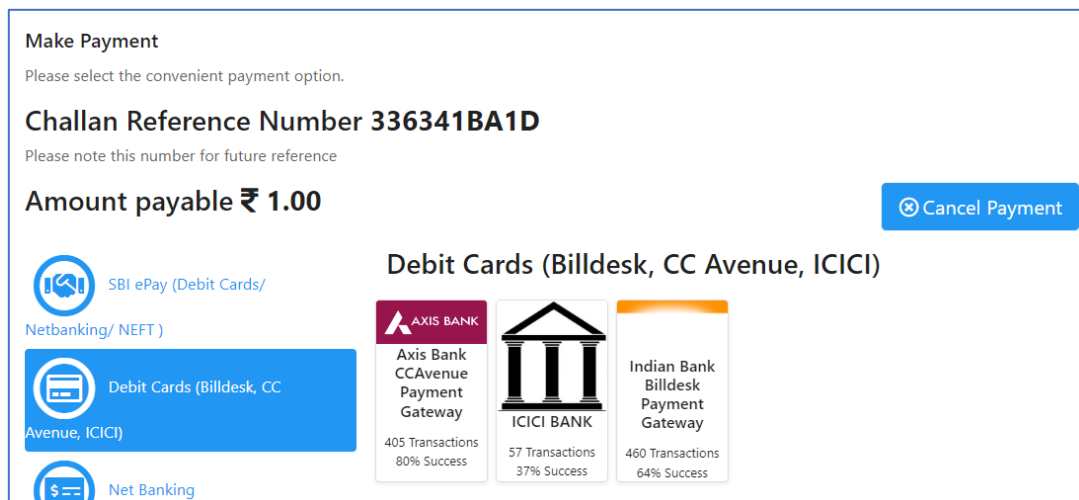 Make Payment
Please select the convenient payment option.
Challan Reference Number 336341BA1D
Please note this number for future reference
Amount payable ₹ 1.00
Cancel Payment
SBI ePay (Debit Cards/
Netbanking/ NEFT )
Debit Cards (Billdesk, CC
Avenue, ICICI)
Net Banking
Debit Cards (Billdesk, CC Avenue, ICICI)
AXIS BANK
Axis Bank
CCAvenue
Payment
Gateway
405 Transactions
80% Success
ICICI BANK
57 Transactions
37% Success
Indian Bank
Billdesk
Payment
Gateway
460 Transactions
64% Success